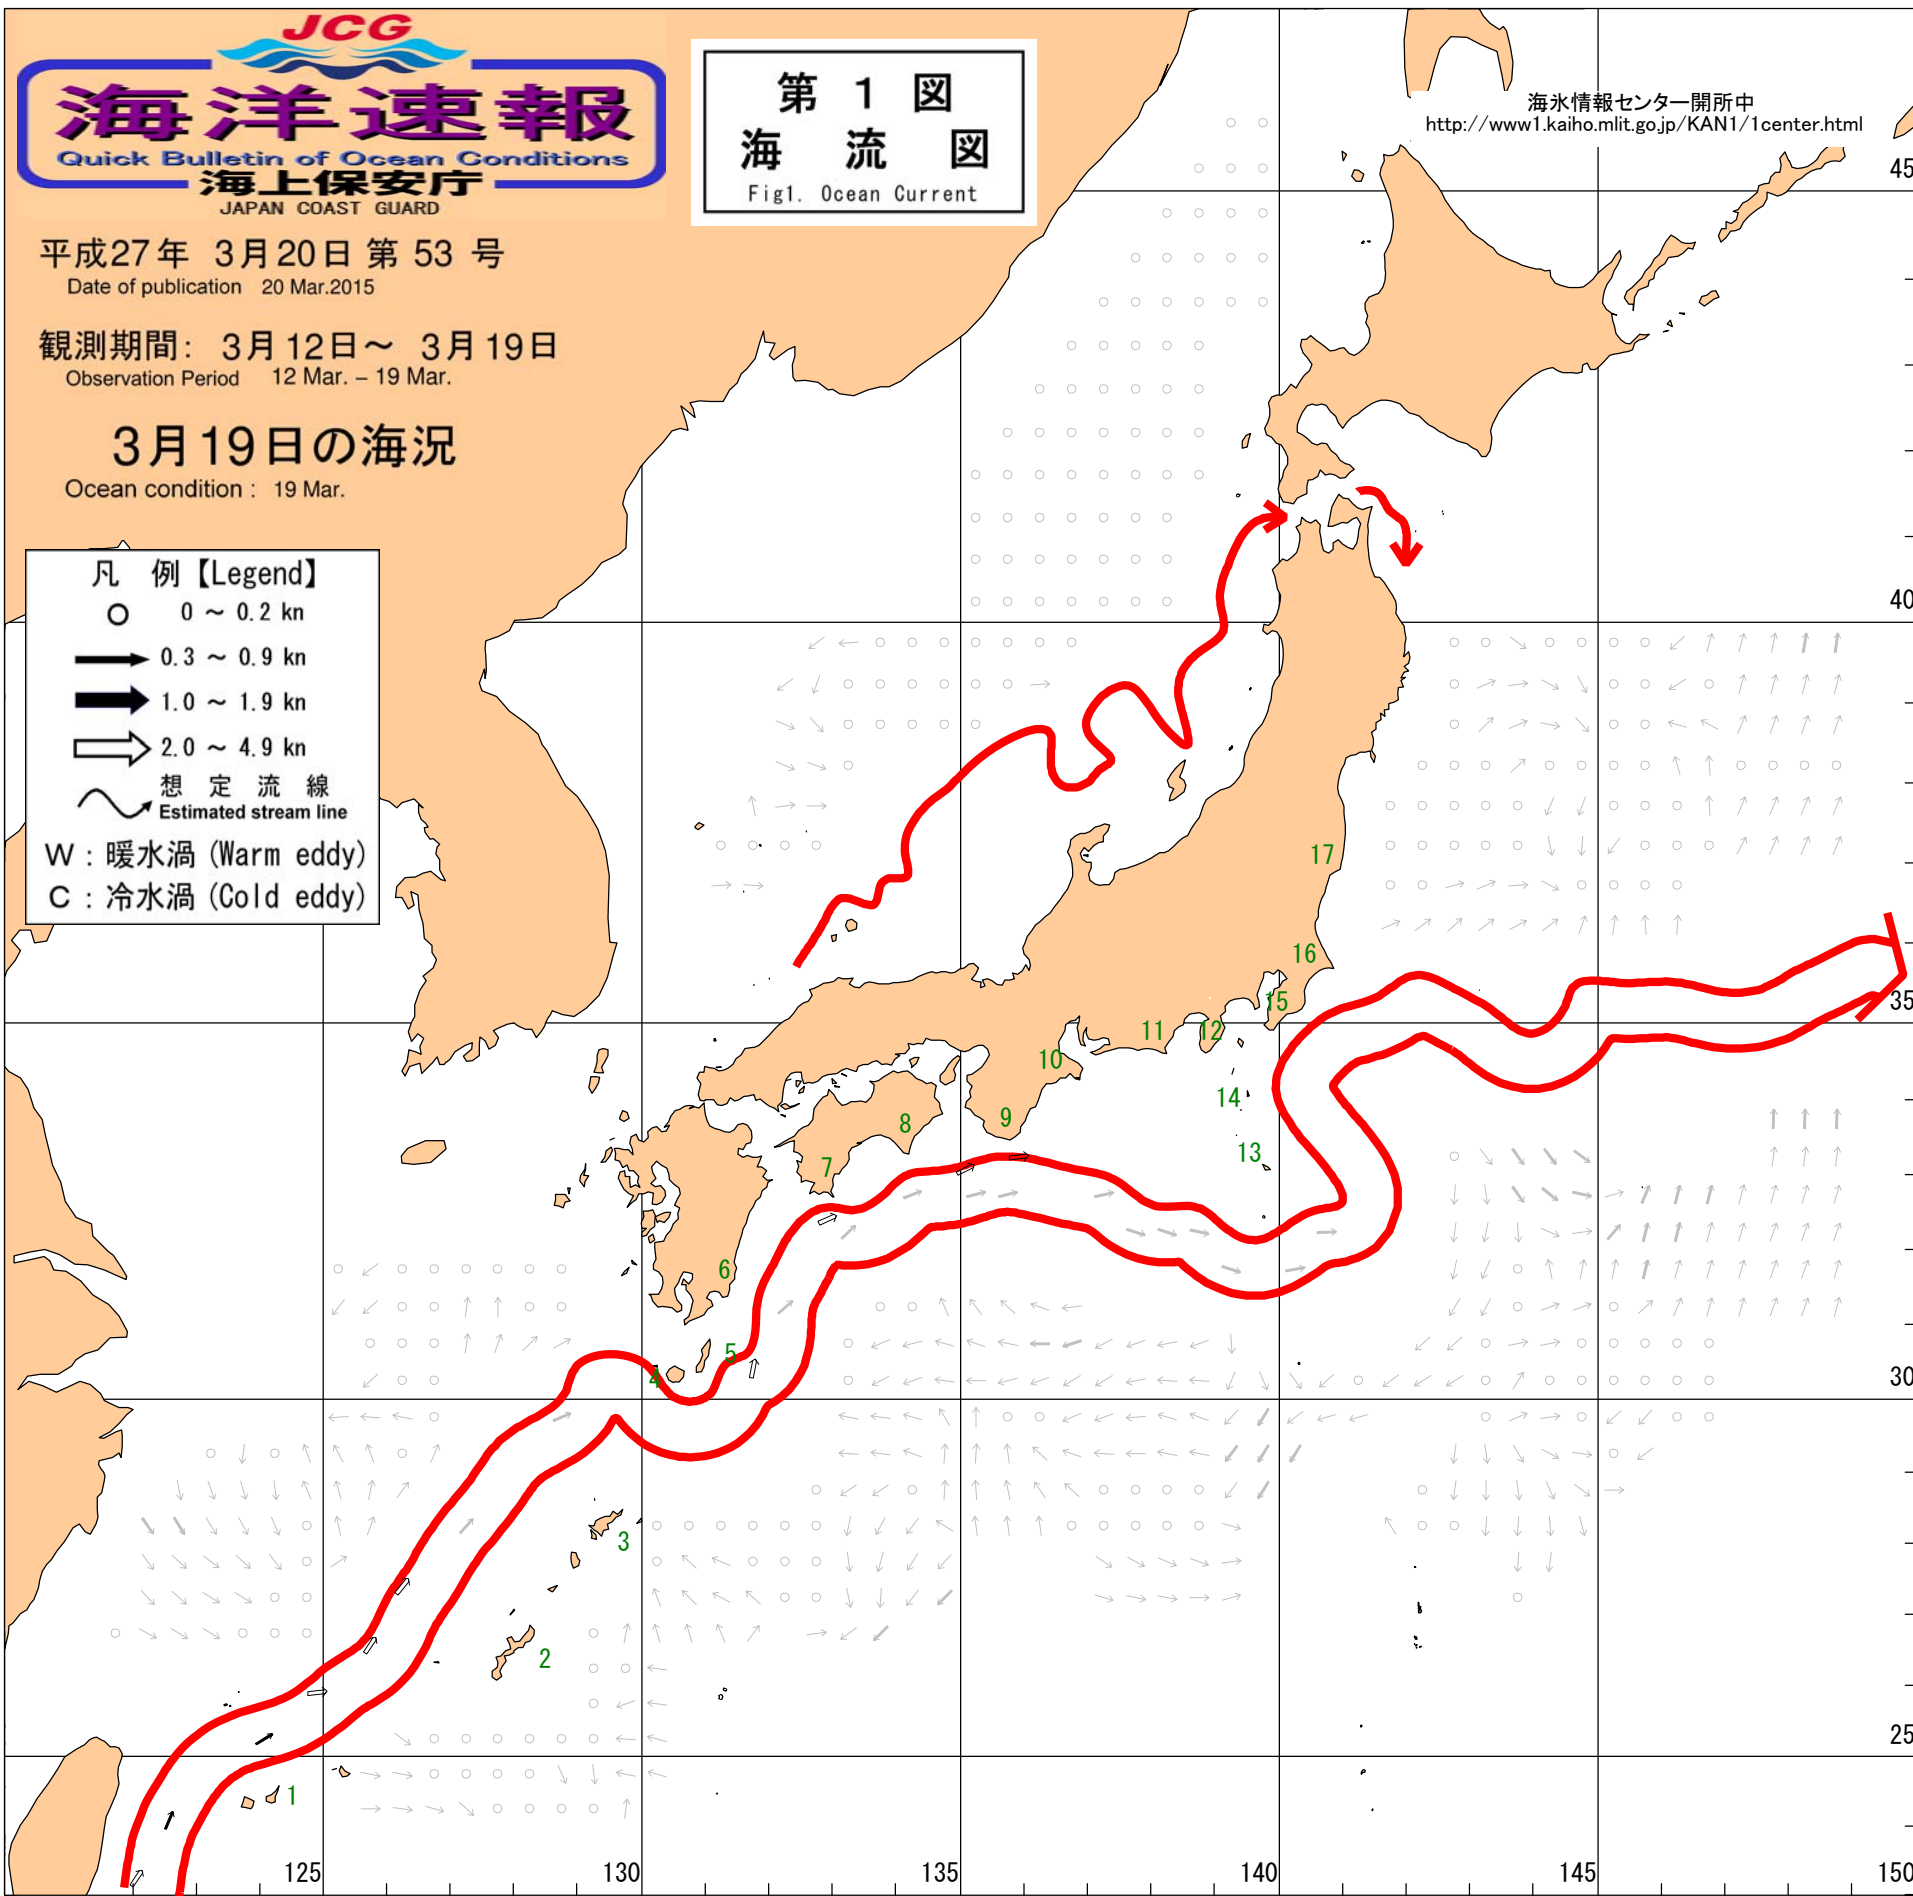 JCG
海洋速報
Quick Bulletin of Ocean Conditions
海上保安庁
JAPAN COAST GUARD
第 1 図
海 流 図
Fig1. Ocean Current
海氷情報センター開所中
http://www1.kaiho.mlit.go.jp/KAN1/1center.html
平成27年 3月20日 第 53 号
Date of publication 20 Mar.2015
観測期間: 3月12日～ 3月19日
Observation Period 12 Mar. – 19 Mar.
3月19日の海況
Ocean condition : 19 Mar.
凡 例【Legend】
0 ～ 0.2 kn
0.3 ～ 0.9 kn
1.0 ～ 1.9 kn
2.0 ～ 4.9 kn
想 定 流 線
Estimated stream line
W : 暖水渦 (Warm eddy)
C : 冷水渦 (Cold eddy)
45
40
17
16
15
35
11
12
10
14
8
9
13
7
6
5
4
30
3
2
25
1
125
130
135
140
145
150